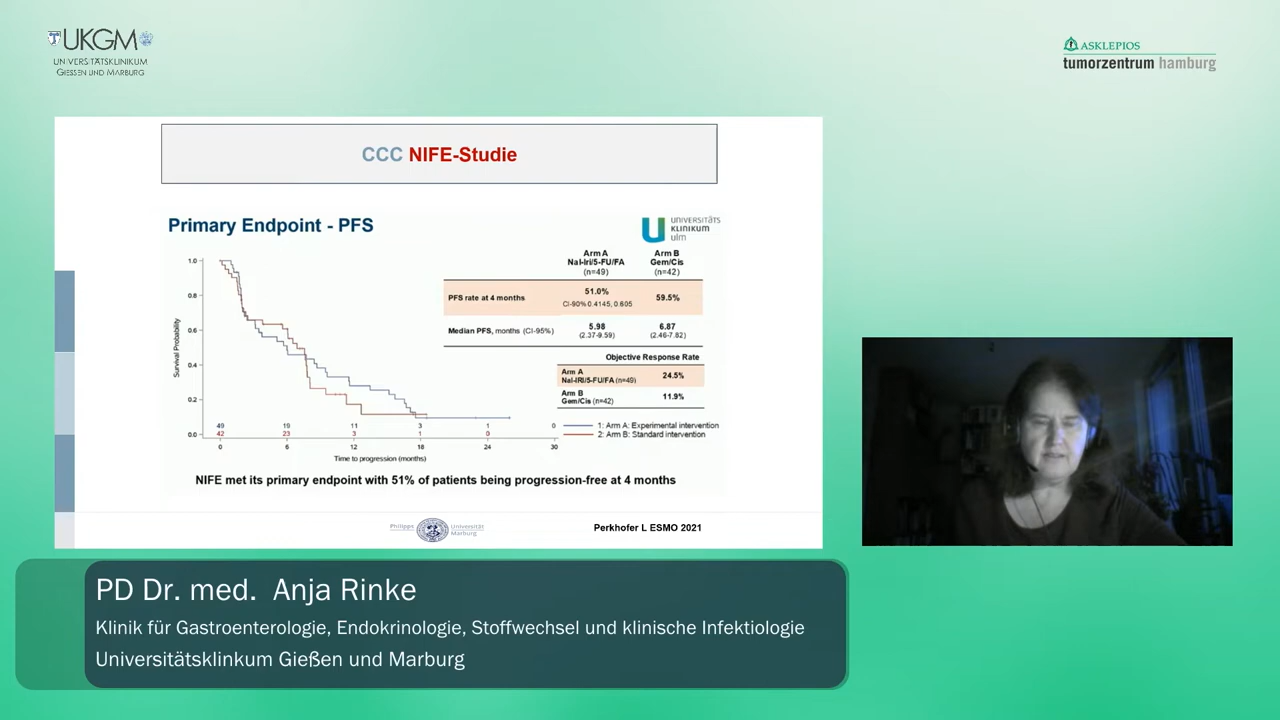 UKGM
UNIVERSITÄTSKLINIKUM
GIESSEN UND MARBURG
ASKLEPIOS
tumorzentrum hamburg
CCC NIFE-Studie
Primary Endpoint - PFS
UNIVERSITÄTS
KLINIKUM
ulm
Arm A
Nal-Iri/5-FU/FA
(n=49)
Arm B
Gem/Cis
(n=42)
PFS rate at 4 months
51.0%
CI-90% 0.4145, 0.605
59.5%
Median PFS, months (CI-95%)
5.98
(2.37-9.59)
6.87
(2.46-7.82)
Objective Response Rate
Arm A
Nal-IRI/5-FU/FA (n=49)
24.5%
Arm B
Gem/Cis (n=42)
11.9%
Survival Probability
1.0
0.8
0.6
0.4
0.2
0.0
49 19 11 3 1 0
42 23 3 1 0
0 6 12 18 24 30
Time to progression (months)
1: Arm A: Experimental intervention
2: Arm B: Standard intervention
NIFE met its primary endpoint with 51% of patients being progression-free at 4 months
Philipps Universität
Marburg
Perkhofer L ESMO 2021
PD Dr. med. Anja Rinke
Klinik für Gastroenterologie, Endokrinologie, Stoffwechsel und klinische Infektiologie
Universitätsklinkum Gießen und Marburg